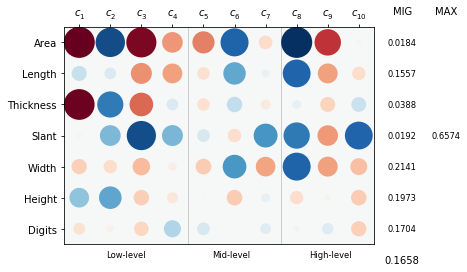 c1 c2 c3 c4 c5 c6 c7 c8 c9 c10 MIG MAX
Area 0.0184
Length 0.1557
Thickness 0.0388
Slant 0.0192 0.6574
Width 0.2141
Height 0.1973
Digits 0.1704
Low-level Mid-level High-level
0.1658